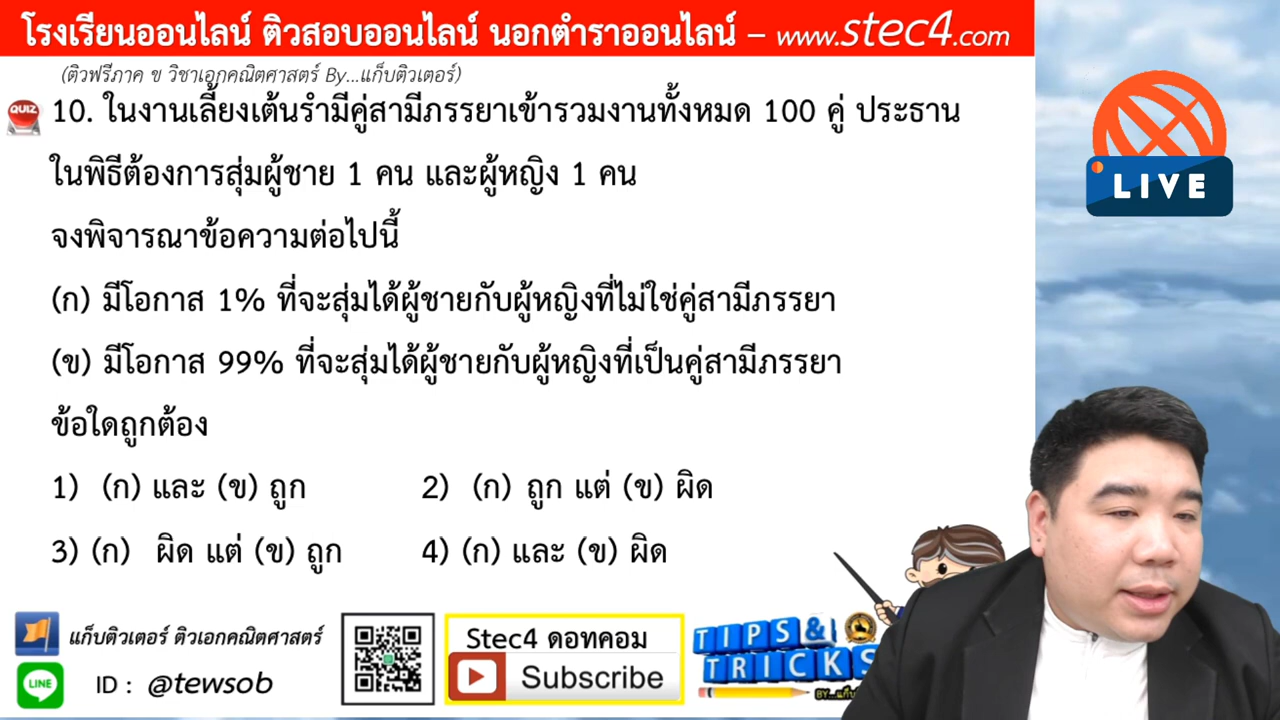 โรงเรียนออนไลน์ ติวสอบออนไลน์ นอกตำราออนไลน์ – www.stec4.com
(ติวฟรีภาค ข วิชาเอกคณิตศาสตร์ By...แก็บติวเตอร์)
QUIZ
10. ในงานเลี้ยงเต้นรำมีคู่สามีภรรยาเข้ารวมงานทั้งหมด 100 คู่ ประธาน
ในพิธีต้องการสุ่มผู้ชาย 1 คน และผู้หญิง 1 คน
จงพิจารณาข้อความต่อไปนี้
(ก) มีโอกาส 1% ที่จะสุ่มได้ผู้ชายกับผู้หญิงที่ไม่ใช่คู่สามีภรรยา
(ข) มีโอกาส 99% ที่จะสุ่มได้ผู้ชายกับผู้หญิงที่เป็นคู่สามีภรรยา
ข้อใดถูกต้อง
1) (ก) และ (ข) ถูก 2) (ก) ถูก แต่ (ข) ผิด
3) (ก) ผิด แต่ (ข) ถูก 4) (ก) และ (ข) ผิด
LIVE
แก็บติวเตอร์ ติวเอกคณิตศาสตร์
LINE ID : @tewsob
Stec4 ดอทคอม
Subscribe
TIPS &
TRICKS